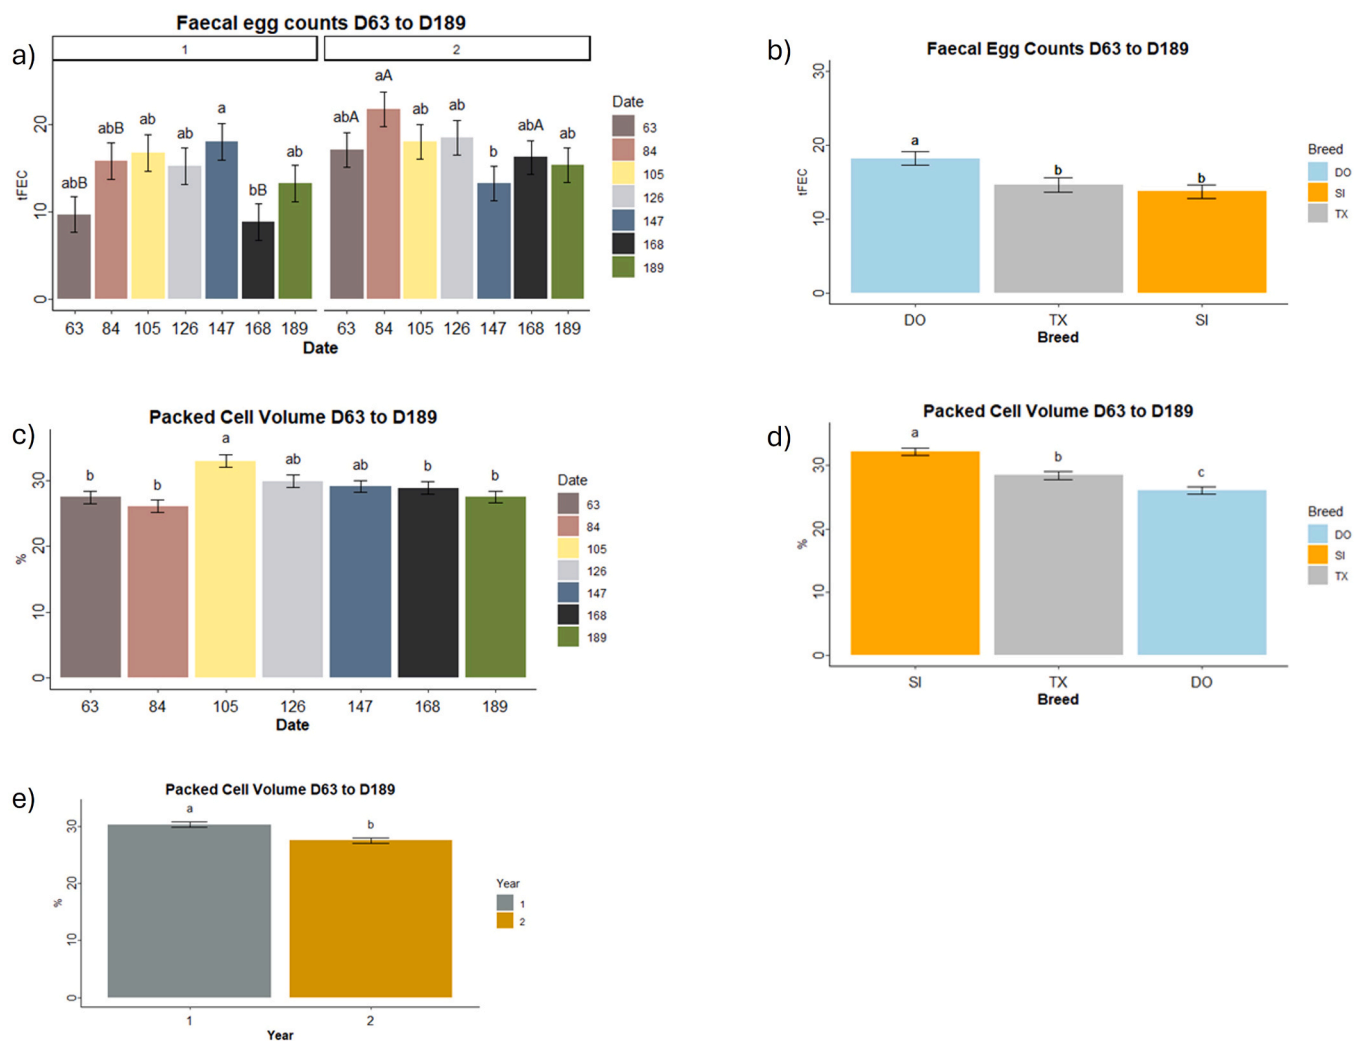 a)
Faecal egg counts D63 to D189
1 2
tFEC
0 10 20
abB abB ab ab a bB ab
abA aA ab ab b abA ab
63 84 105 126 147 168 189
63 84 105 126 147 168 189
Date
Date
63
84
105
126
147
168
189
b)
Faecal Egg Counts D63 to D189
tFEC
0 10 20 30
a b b
DO TX SI
Breed
Breed
DO
SI
TX
c)
Packed Cell Volume D63 to D189
%
0 10 20 30
b b a ab ab b b
63 84 105 126 147 168 189
Date
Date
63
84
105
126
147
168
189
d)
Packed Cell Volume D63 to D189
%
0 10 20 30
a b c
SI TX DO
Breed
Breed
DO
SI
TX
e)
Packed Cell Volume D63 to D189
%
0 10 20 30
a b
1 2
Year
Year
1
2